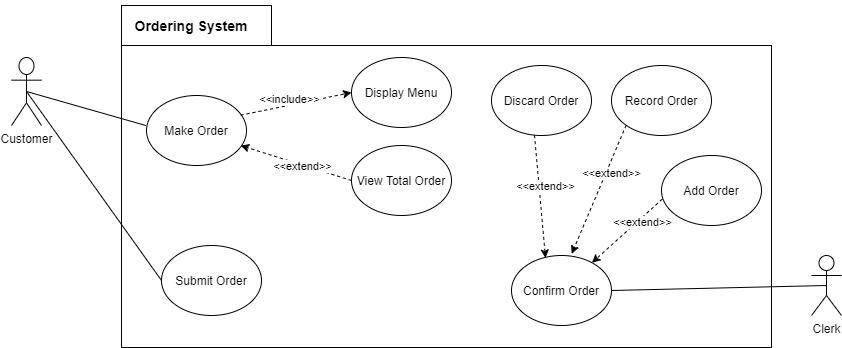 Ordering System
Customer
Make Order
<<include>>
Display Menu
<<extend>>
View Total Order
Submit Order
Discard Order
Record Order
<<extend>>
<<extend>>
Add Order
<<extend>>
Confirm Order
Clerk